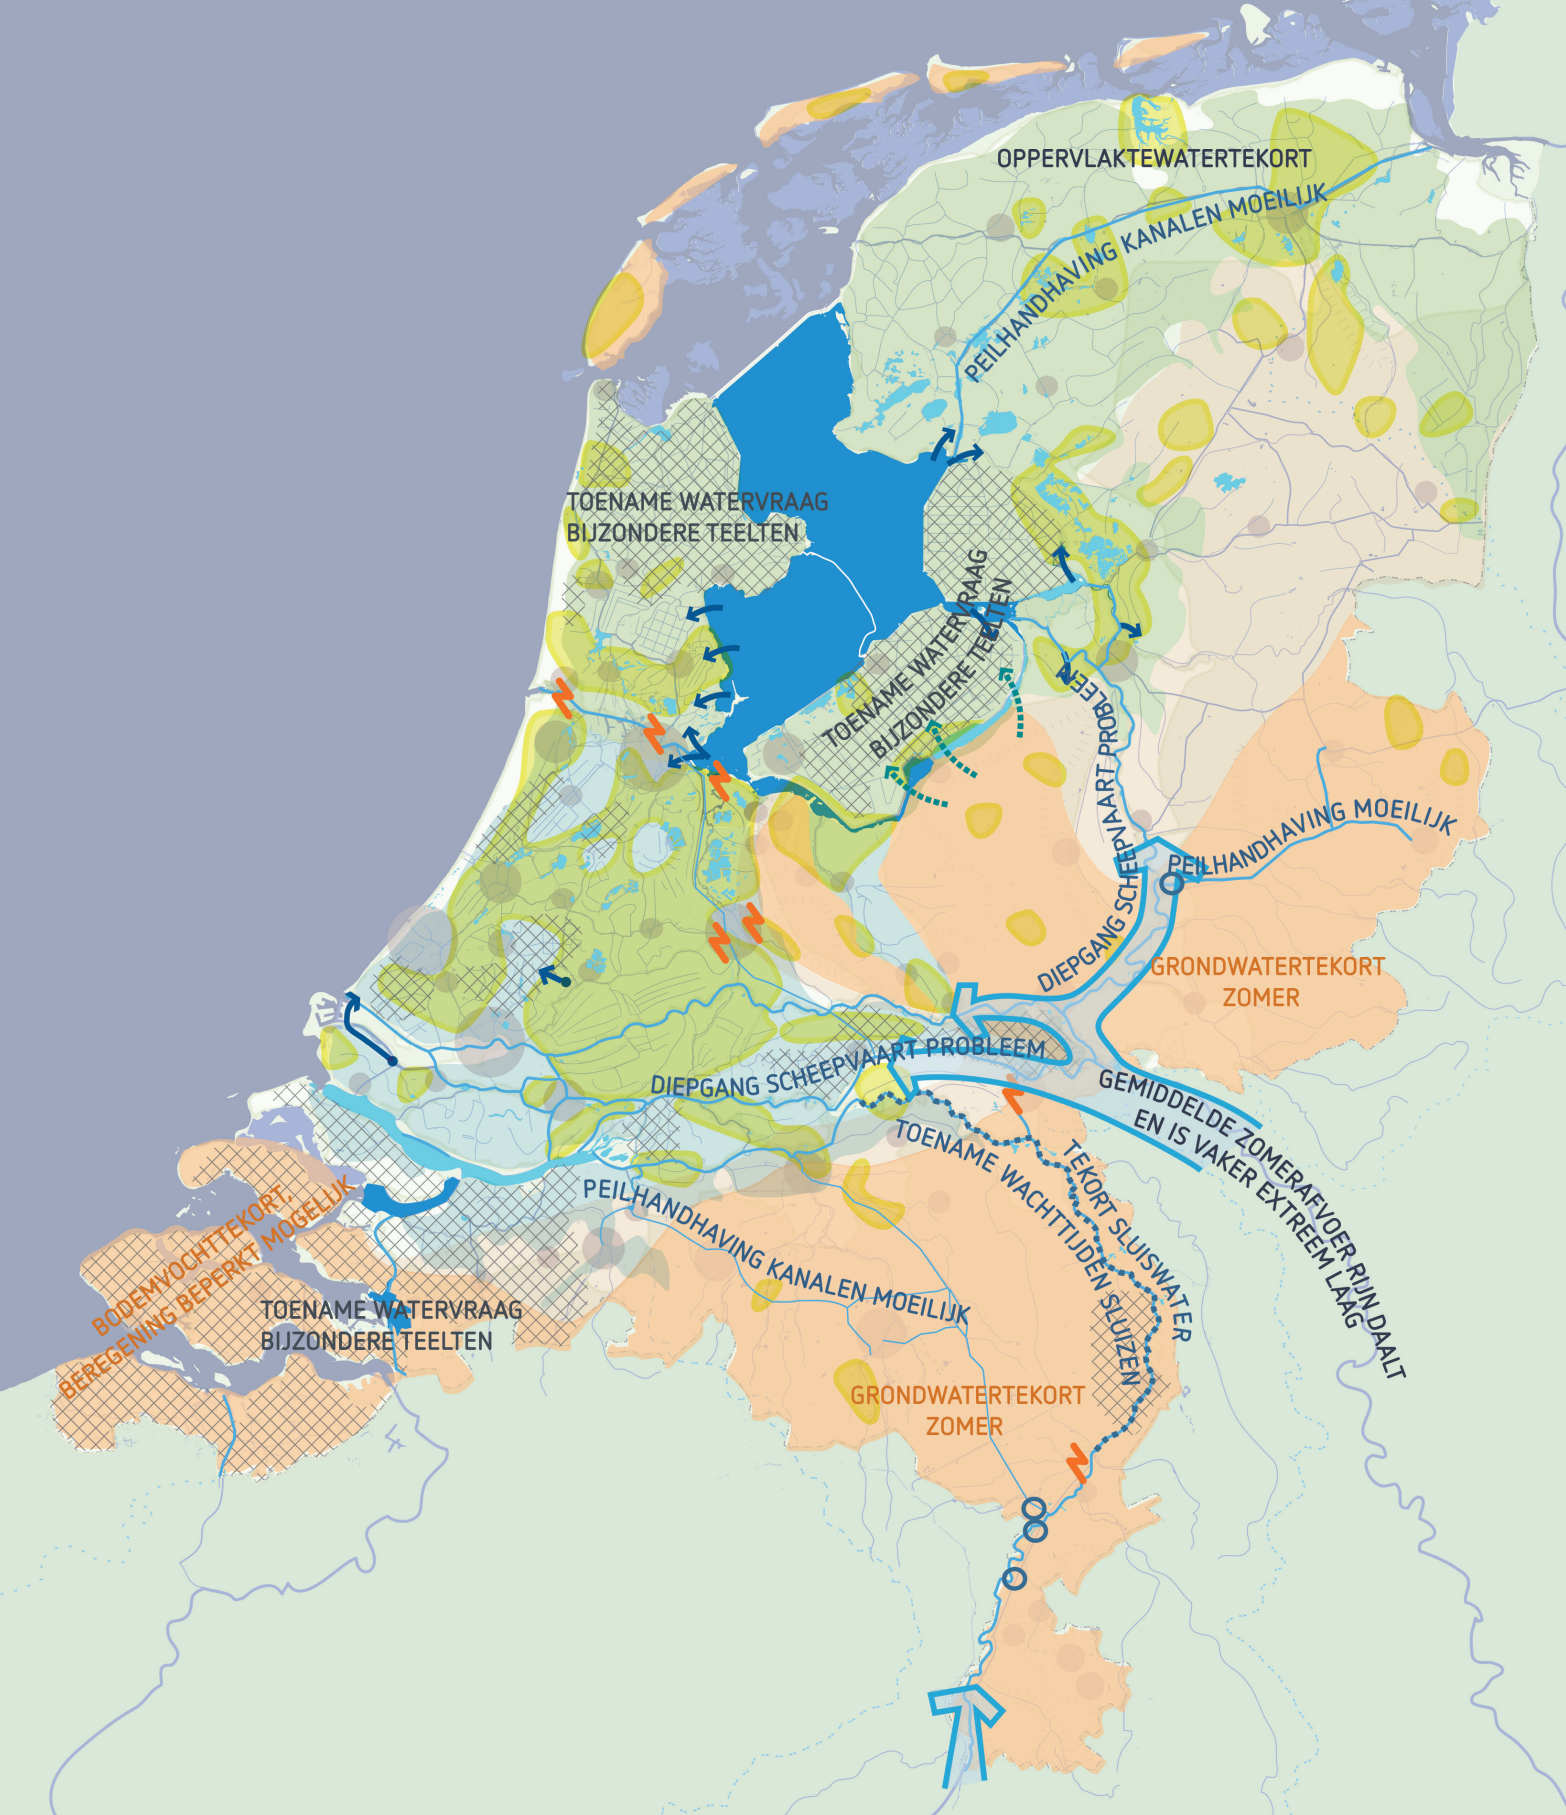 OPPERVLAKTEWATERTEKORT
PEILHANDHAVING KANALEN MOEILIJK
TOENAME WATERVRAAG
BIJZONDERE TEELTEN
TOENAME WATERVRAAG
BIJZONDERE TEELTEN
DIEPGANG SCHEEPVAART PROBLEEM
PEILHANDHAVING MOEILIJK
GRONDWATERTEKORT
ZOMER
DIEPGANG SCHEEPVAART PROBLEEM
GEMIDDELDE ZOMERAFVOER RIJN DAALT
EN IS VAKER EXTREEM LAAG
TOENAME WACHTTIJDEN SLUIZEN
TEKORT SLUISWATER
PEILHANDHAVING KANALEN MOEILIJK
BODEMVOCHTTEKORT,
BEREGENING BEPERKT MOGELIJK
TOENAME WATERVRAAG
BIJZONDERE TEELTEN
GRONDWATERTEKORT
ZOMER